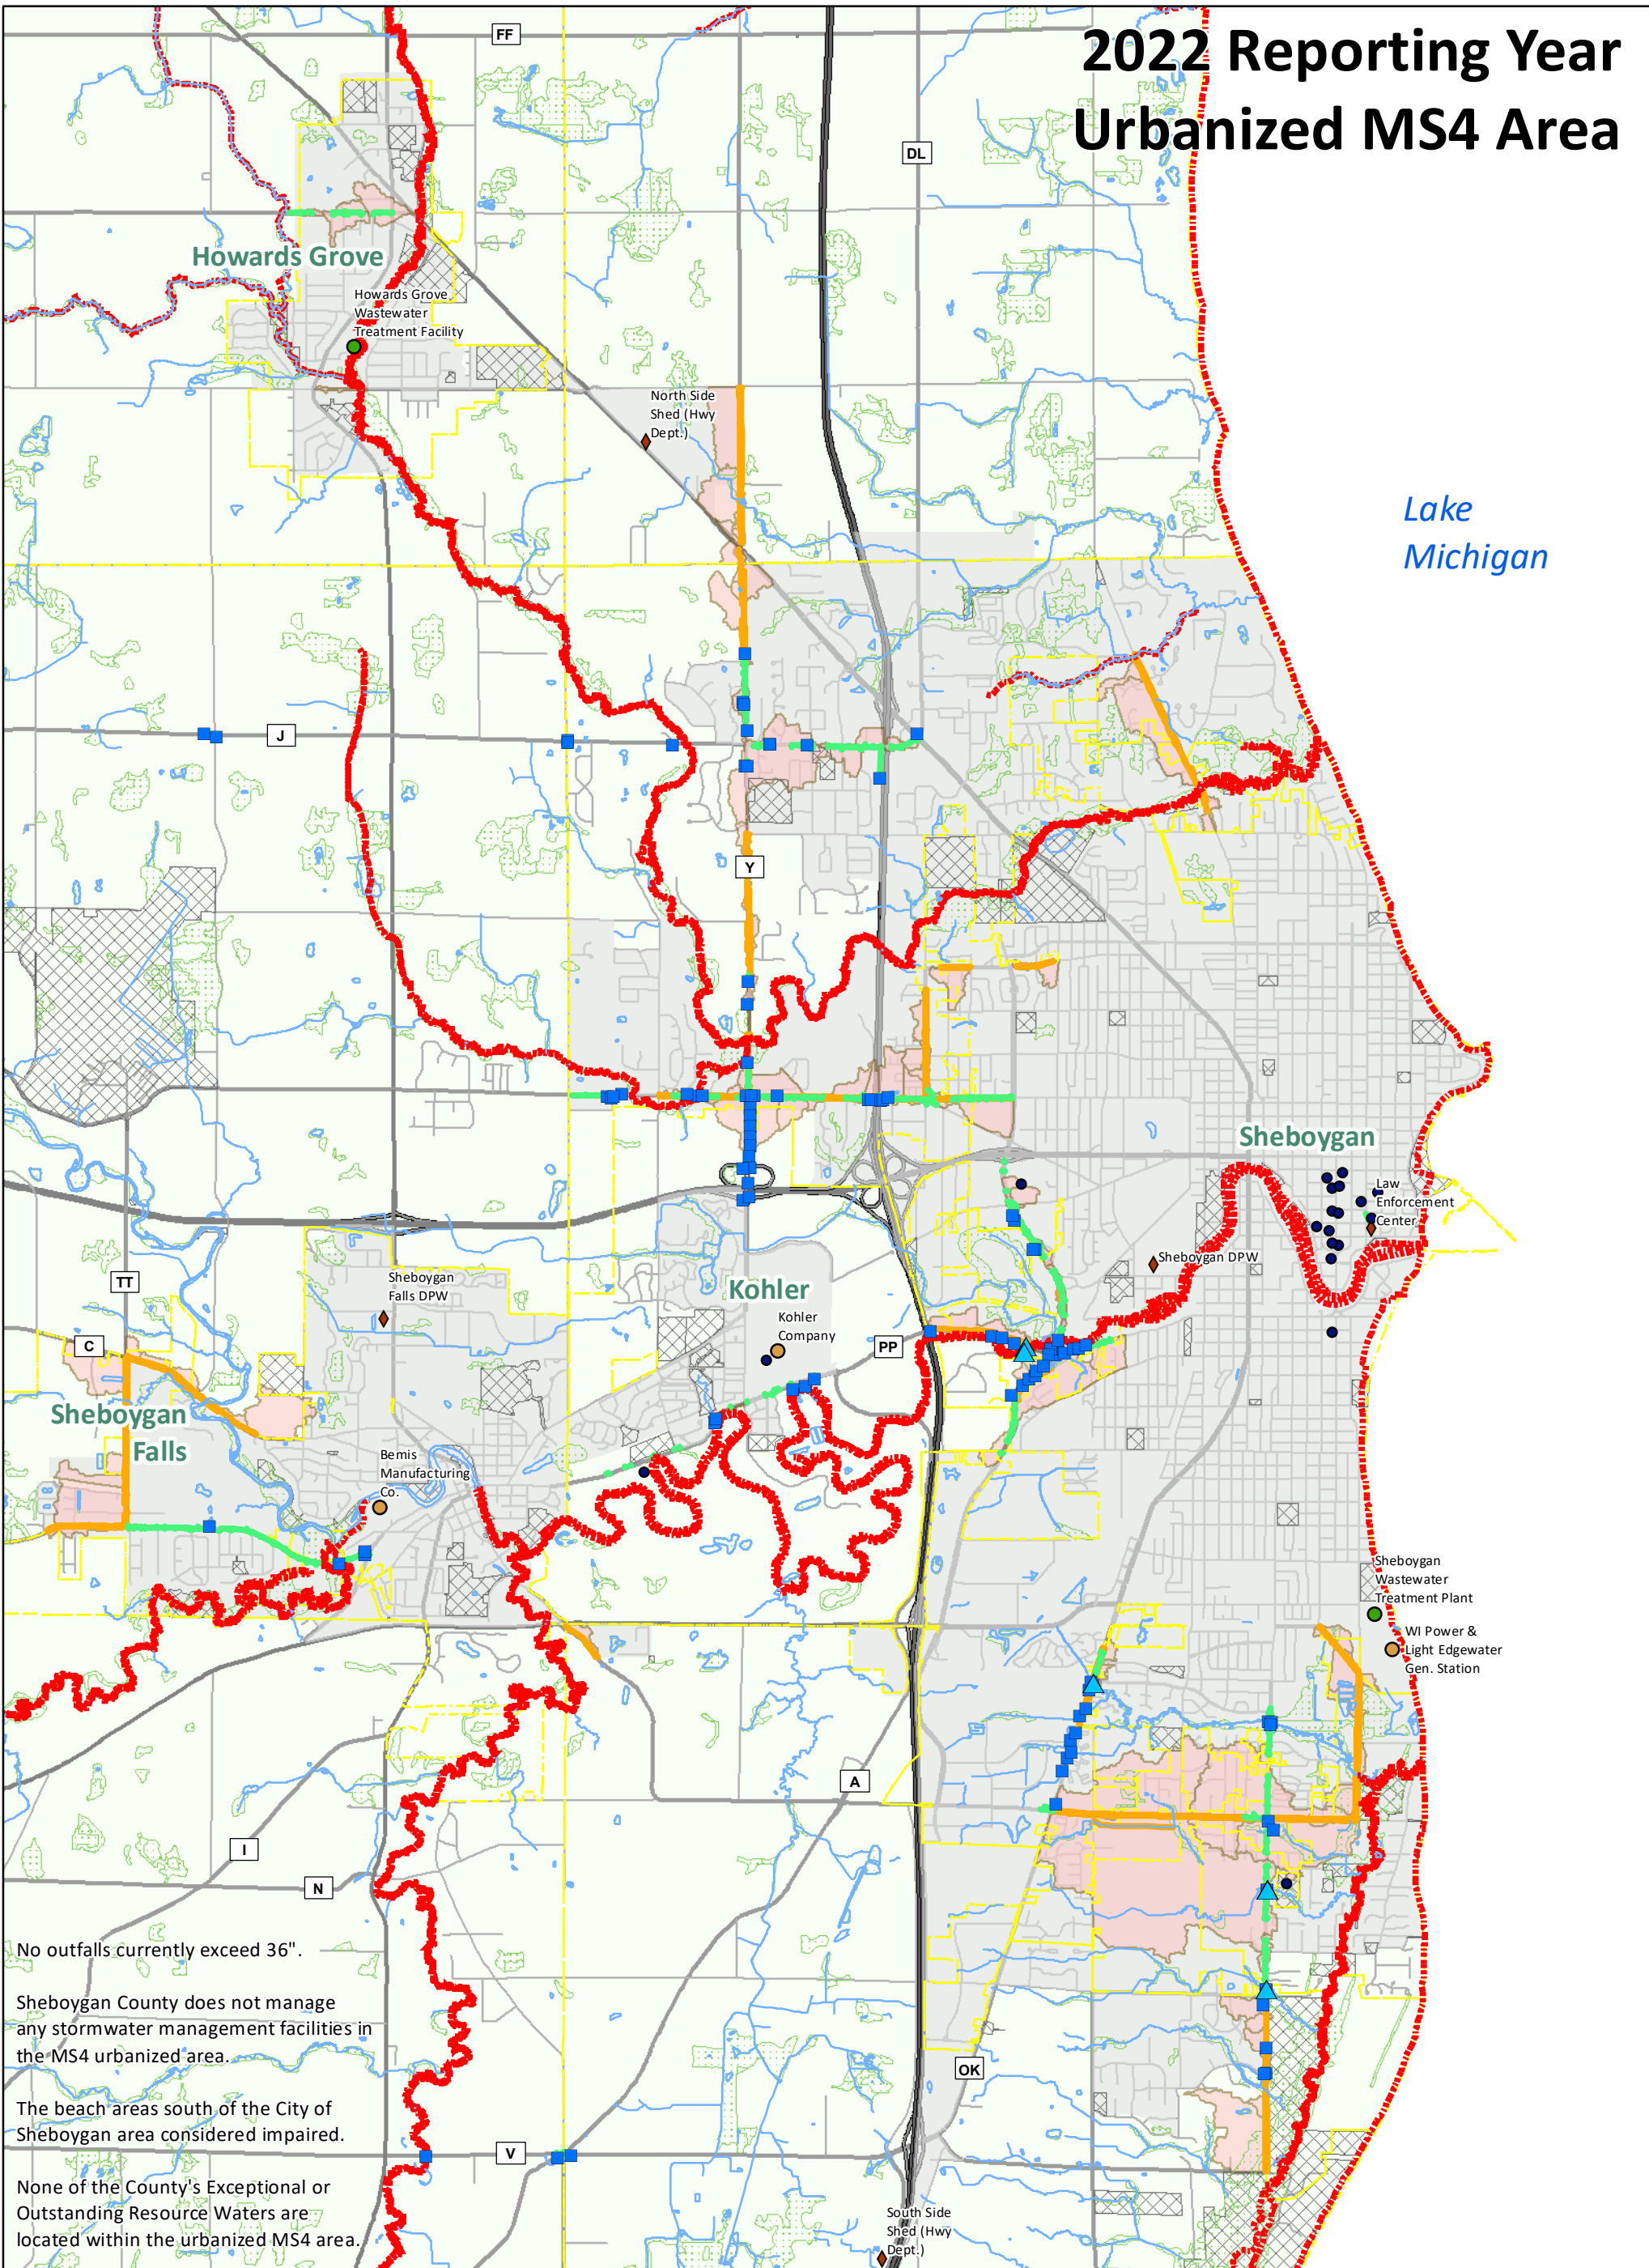 2022 Reporting Year
Urbanized MS4 Area
FF
DL
Howards Grove
Howards Grove
Wastewater
Treatment Facility
North Side
Shed (Hwy
Dept.)
Lake
Michigan
J
Y
Sheboygan
Law
Enforcement
Center
Sheboygan DPW
TT
Sheboygan
Falls DPW
Kohler
Kohler
Company
C
PP
Sheboygan
Falls
Bemis
Manufacturing
Co.
Sheboygan
Wastewater
Treatment Plant
WI Power &
Light Edgewater
Gen. Station
A
I
N
No outfalls currently exceed 36".
Sheboygan County does not manage
any stormwater management facilities in
the MS4 urbanized area.
OK
The beach areas south of the City of
Sheboygan area considered impaired.
V
None of the County's Exceptional or
Outstanding Resource Waters are
located within the urbanized MS4 area.
South Side
Shed (Hwy
Dept.)